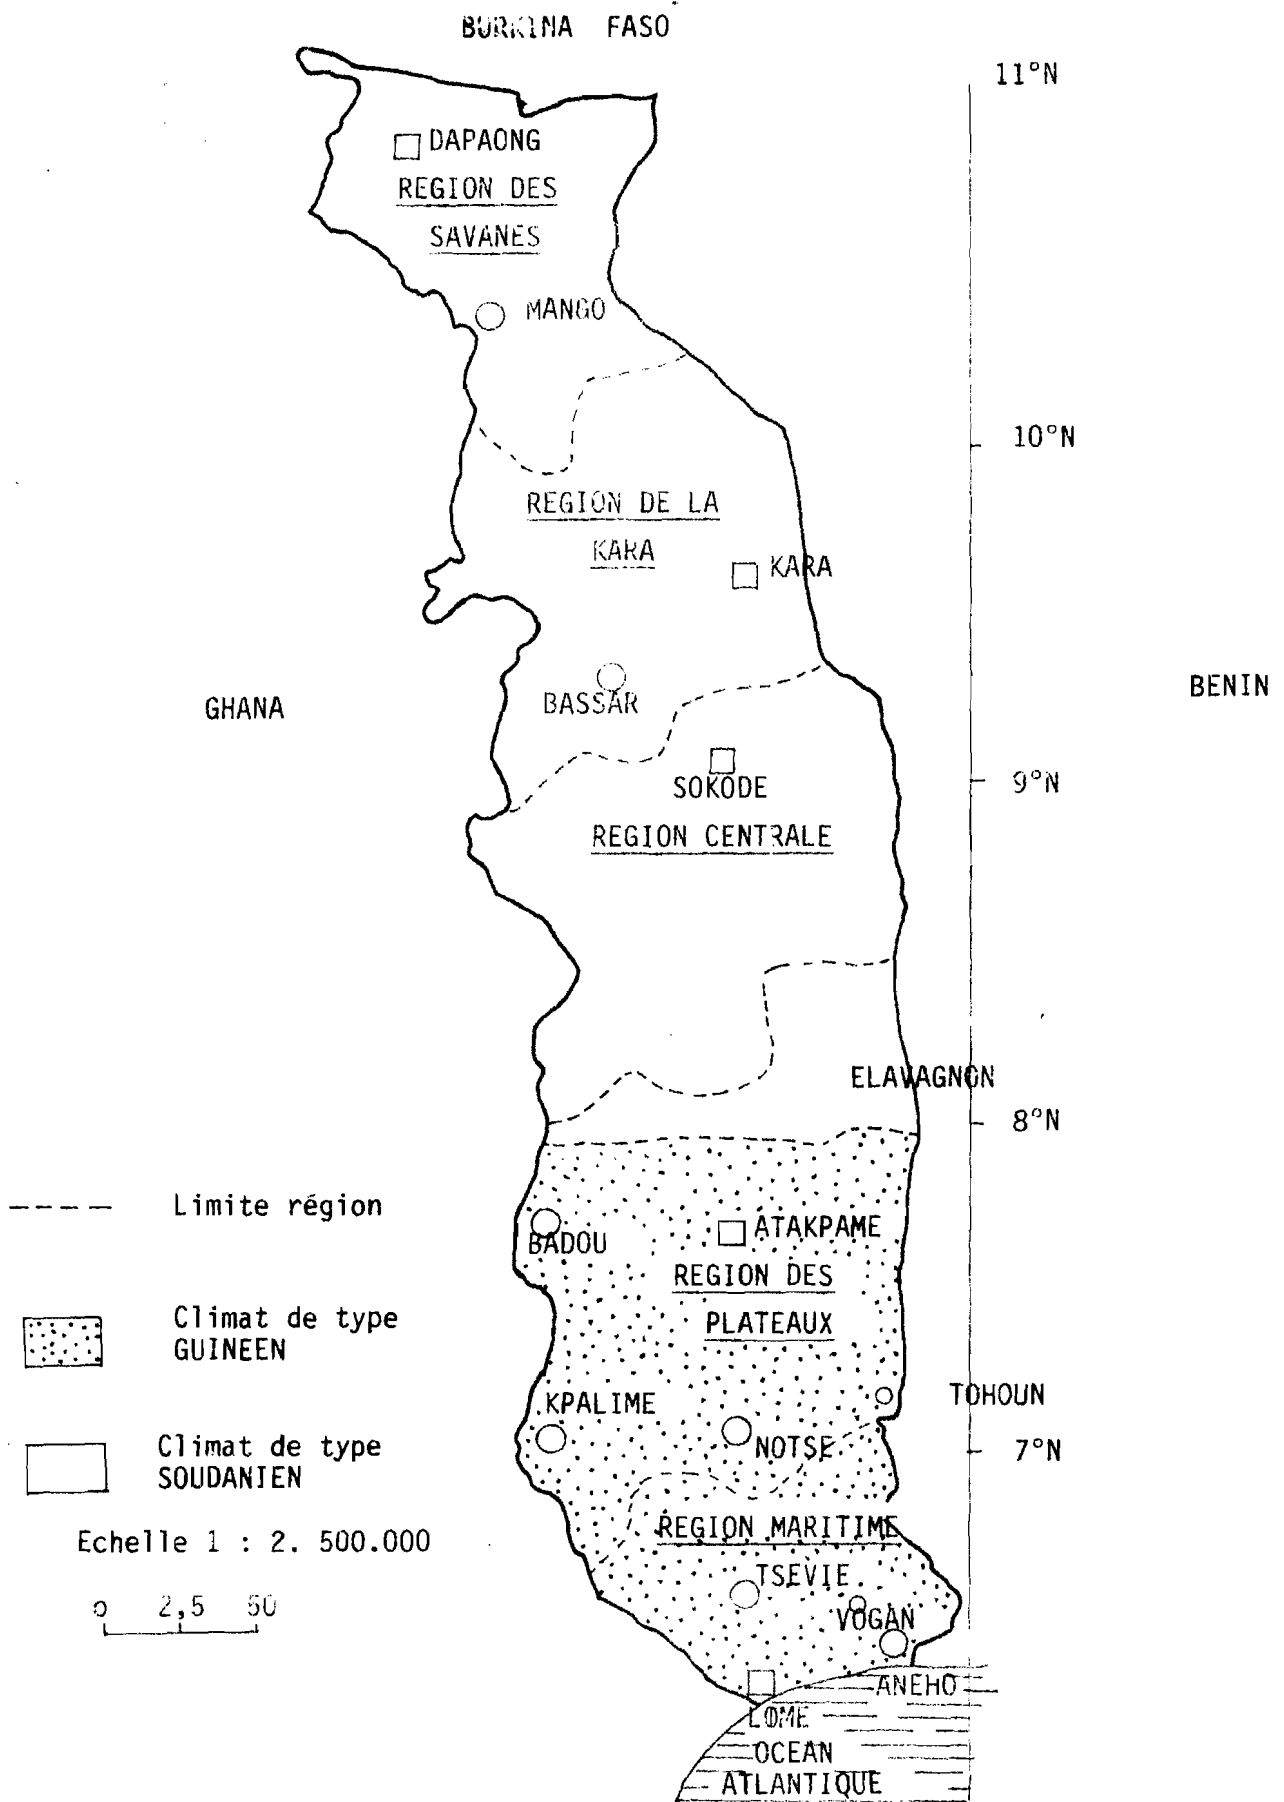 BURKINA FASO
11°N
DAPAONG
REGION DES
SAVANES
MANGO
10°N
REGION DE LA
KARA
KARA
GHANA
BENIN
BASSAR
9°N
SOKODE
REGION CENTRALE
ELAVAGNON
8°N
Limite région
BADOU
ATAKPAME
REGION DES
PLATEAUX
Climat de type
GUINEEN
TOHOUN
KPALIME
NOTSE
7°N
Climat de type
SOUDANIEN
REGION MARITIME
Echelle 1 : 2. 500.000
TSEVIE
0 2,5 50
VOGAN
ANEHO
LOME
OCEAN
ATLANTIQUE